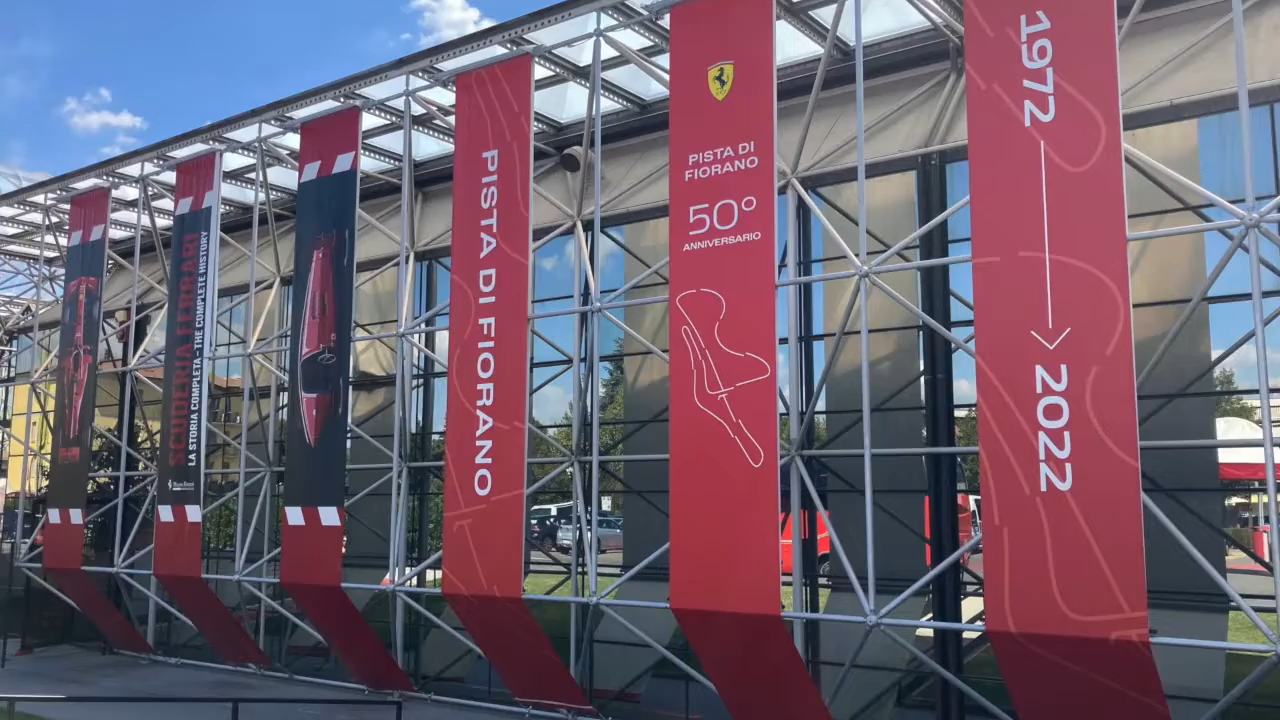 SCUDERIA FERRARI
LA STORIA COMPLETA - THE COMPLETE HISTORY
PISTA DI FIORANO
PISTA DI
FIORANO
50°
ANNIVERSARIO
1972
2022